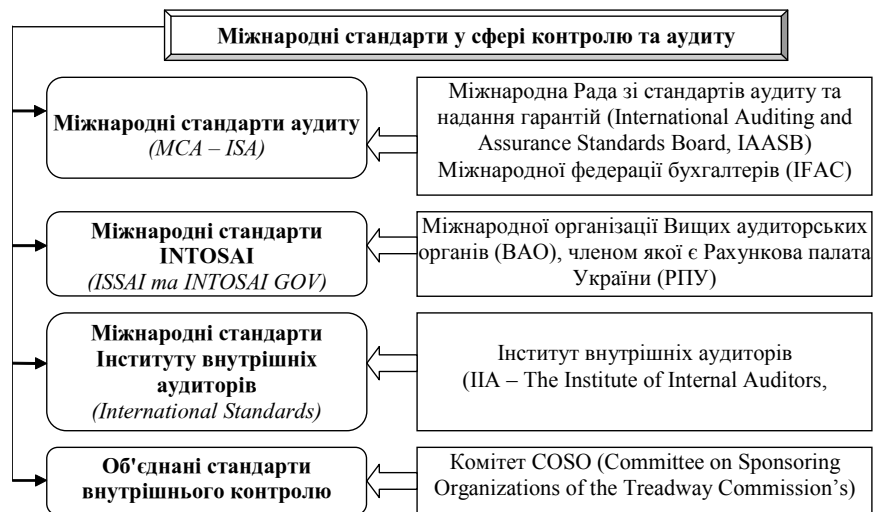 Міжнародні стандарти у сфері контролю та аудиту
Міжнародні стандарти аудиту
(МСА – ISA)
Міжнародна Рада зі стандартів аудиту та
надання гарантій (International Auditing and
Assurance Standards Board, IAASB)
Міжнародної федерації бухгалтерів (IFAC)
Міжнародні стандарти
INTOSAI
(ISSAI та INTOSAI GOV)
Міжнародної організації Вищих аудиторських
органів (ВАО), членом якої є Рахункова палата
України (РПУ)
Міжнародні стандарти
Інституту внутрішніх
аудиторів
(International Standards)
Інститут внутрішніх аудиторів
(IIA – The Institute of Internal Auditors,
Об'єднані стандарти
внутрішнього контролю
Комітет COSO (Committee on Sponsoring
Organizations of the Treadway Commission’s)